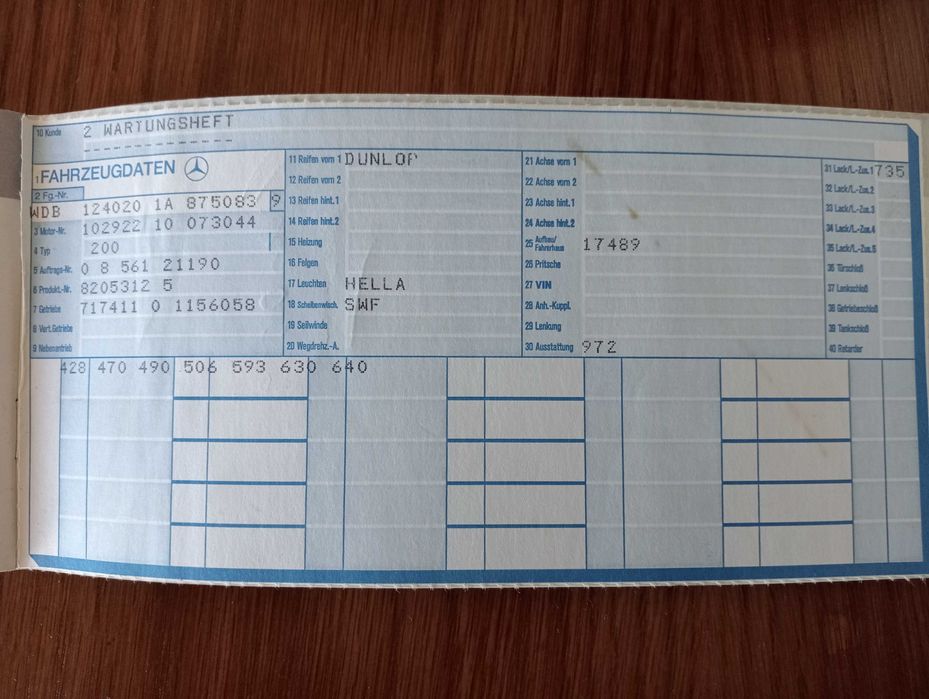 10 Kunde 2 WARTUNGSHEFT
1 FAHRZEUGDATEN
2 Fg.-Nr.
WDB 124020 1A 875083 9
3 Motor-Nr. 102922 10 073044
4 Typ 200
5 Auftrags-Nr. 0 8 561 21190
6 Produkt.-Nr. 8205312 5
7 Getriebe 717411 0 1156058
8 Vert.Getriebe
9 Nebenantrieb
11 Reifen vorn 1 DUNLOP
12 Reifen vorn 2
13 Reifen hint.1
14 Reifen hint.2
15 Heizung
16 Felgen
17 Leuchten HELLA
18 Scheibenwisch. SWF
19 Seilwinde
20 Wegdrehz.-A.
21 Achse vorn 1
22 Achse vorn 2
23 Achse hint.1
24 Achse hint.2
25 Aufbau/
Fahrerhaus 17489
26 Pritsche
27 VIN
28 Anh.-Kuppl.
29 Lenkung
30 Ausstattung 972
31 Lack/L.-Zus.1 735
32 Lack/L.-Zus.2
33 Lack/L.-Zus.3
34 Lack/L.-Zus.4
35 Lack/L.-Zus.5
36 Türschloß
37 Lenkschloß
38 Getriebeschloß
39 Tankschloß
40 Retarder
428 470 490 506 593 630 640